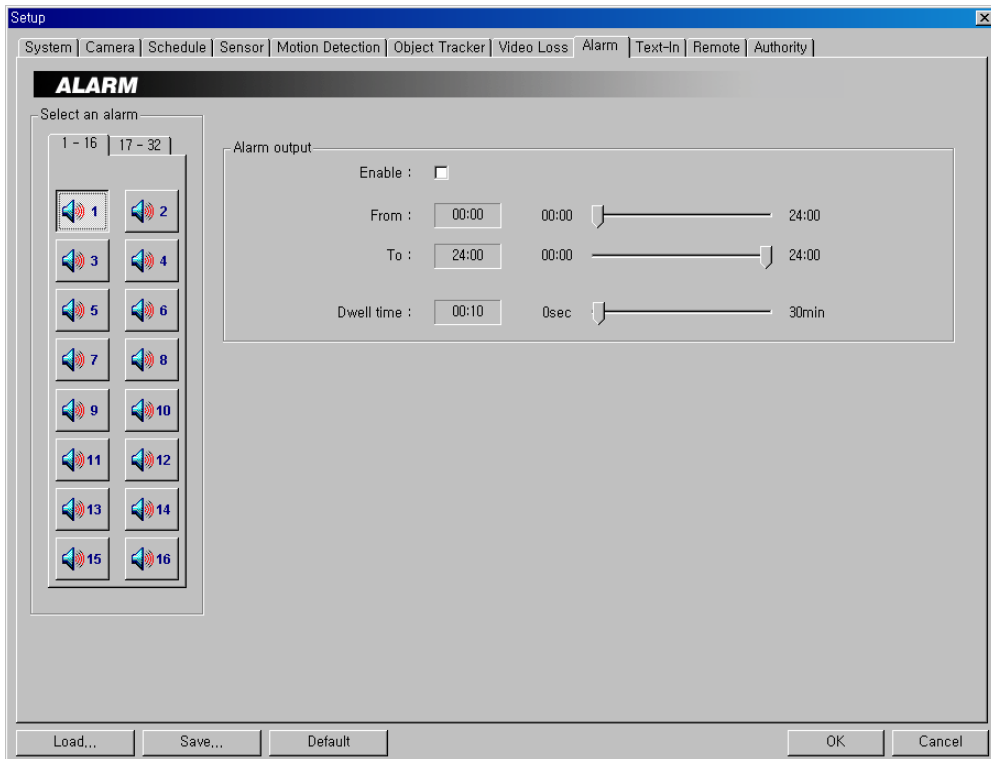 Setup
System Camera Schedule Sensor Motion Detection Object Tracker Video Loss Alarm Text-In Remote Authority
ALARM
Select an alarm
1 - 16 17 - 32
1 2
3 4
5 6
7 8
9 10
11 12
13 14
15 16
Alarm output
Enable :
From : 00:00 00:00 24:00
To : 24:00 00:00 24:00
Dwell time : 00:10 0sec 30min
Load... Save... Default OK Cancel